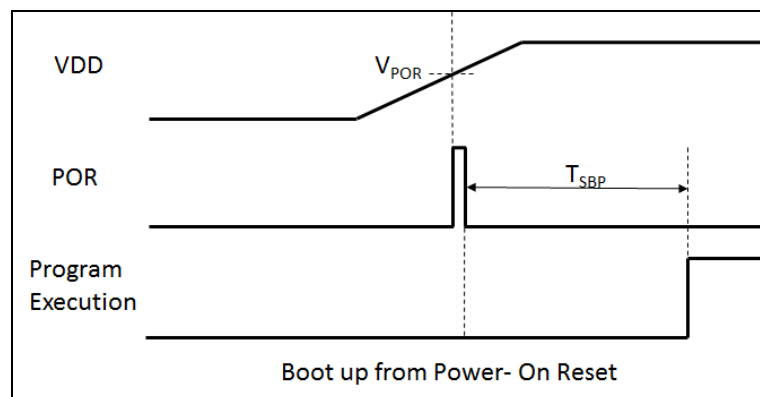 VDD
VPOR
POR
TSBP
Program
Execution
Boot up from Power- On Reset